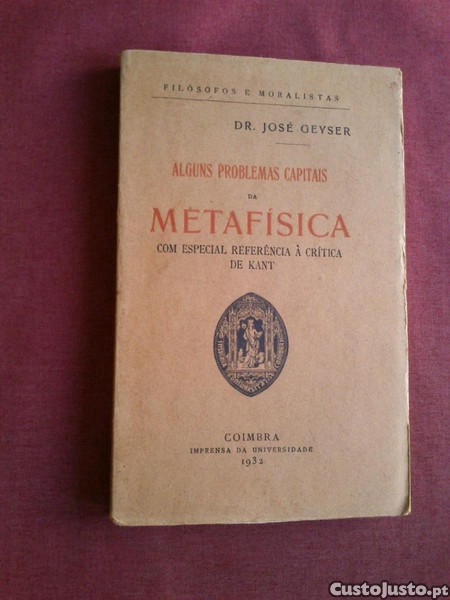 FILÓSOFOS E MORALISTAS
DR. JOSÉ GEYSER
ALGUNS PROBLEMAS CAPITAIS
DA
METAFÍSICA
COM ESPECIAL REFERÊNCIA À CRÍTICA
DE KANT
COIMBRA
IMPRENSA DA UNIVERSIDADE
1932
CustoJusto.pt